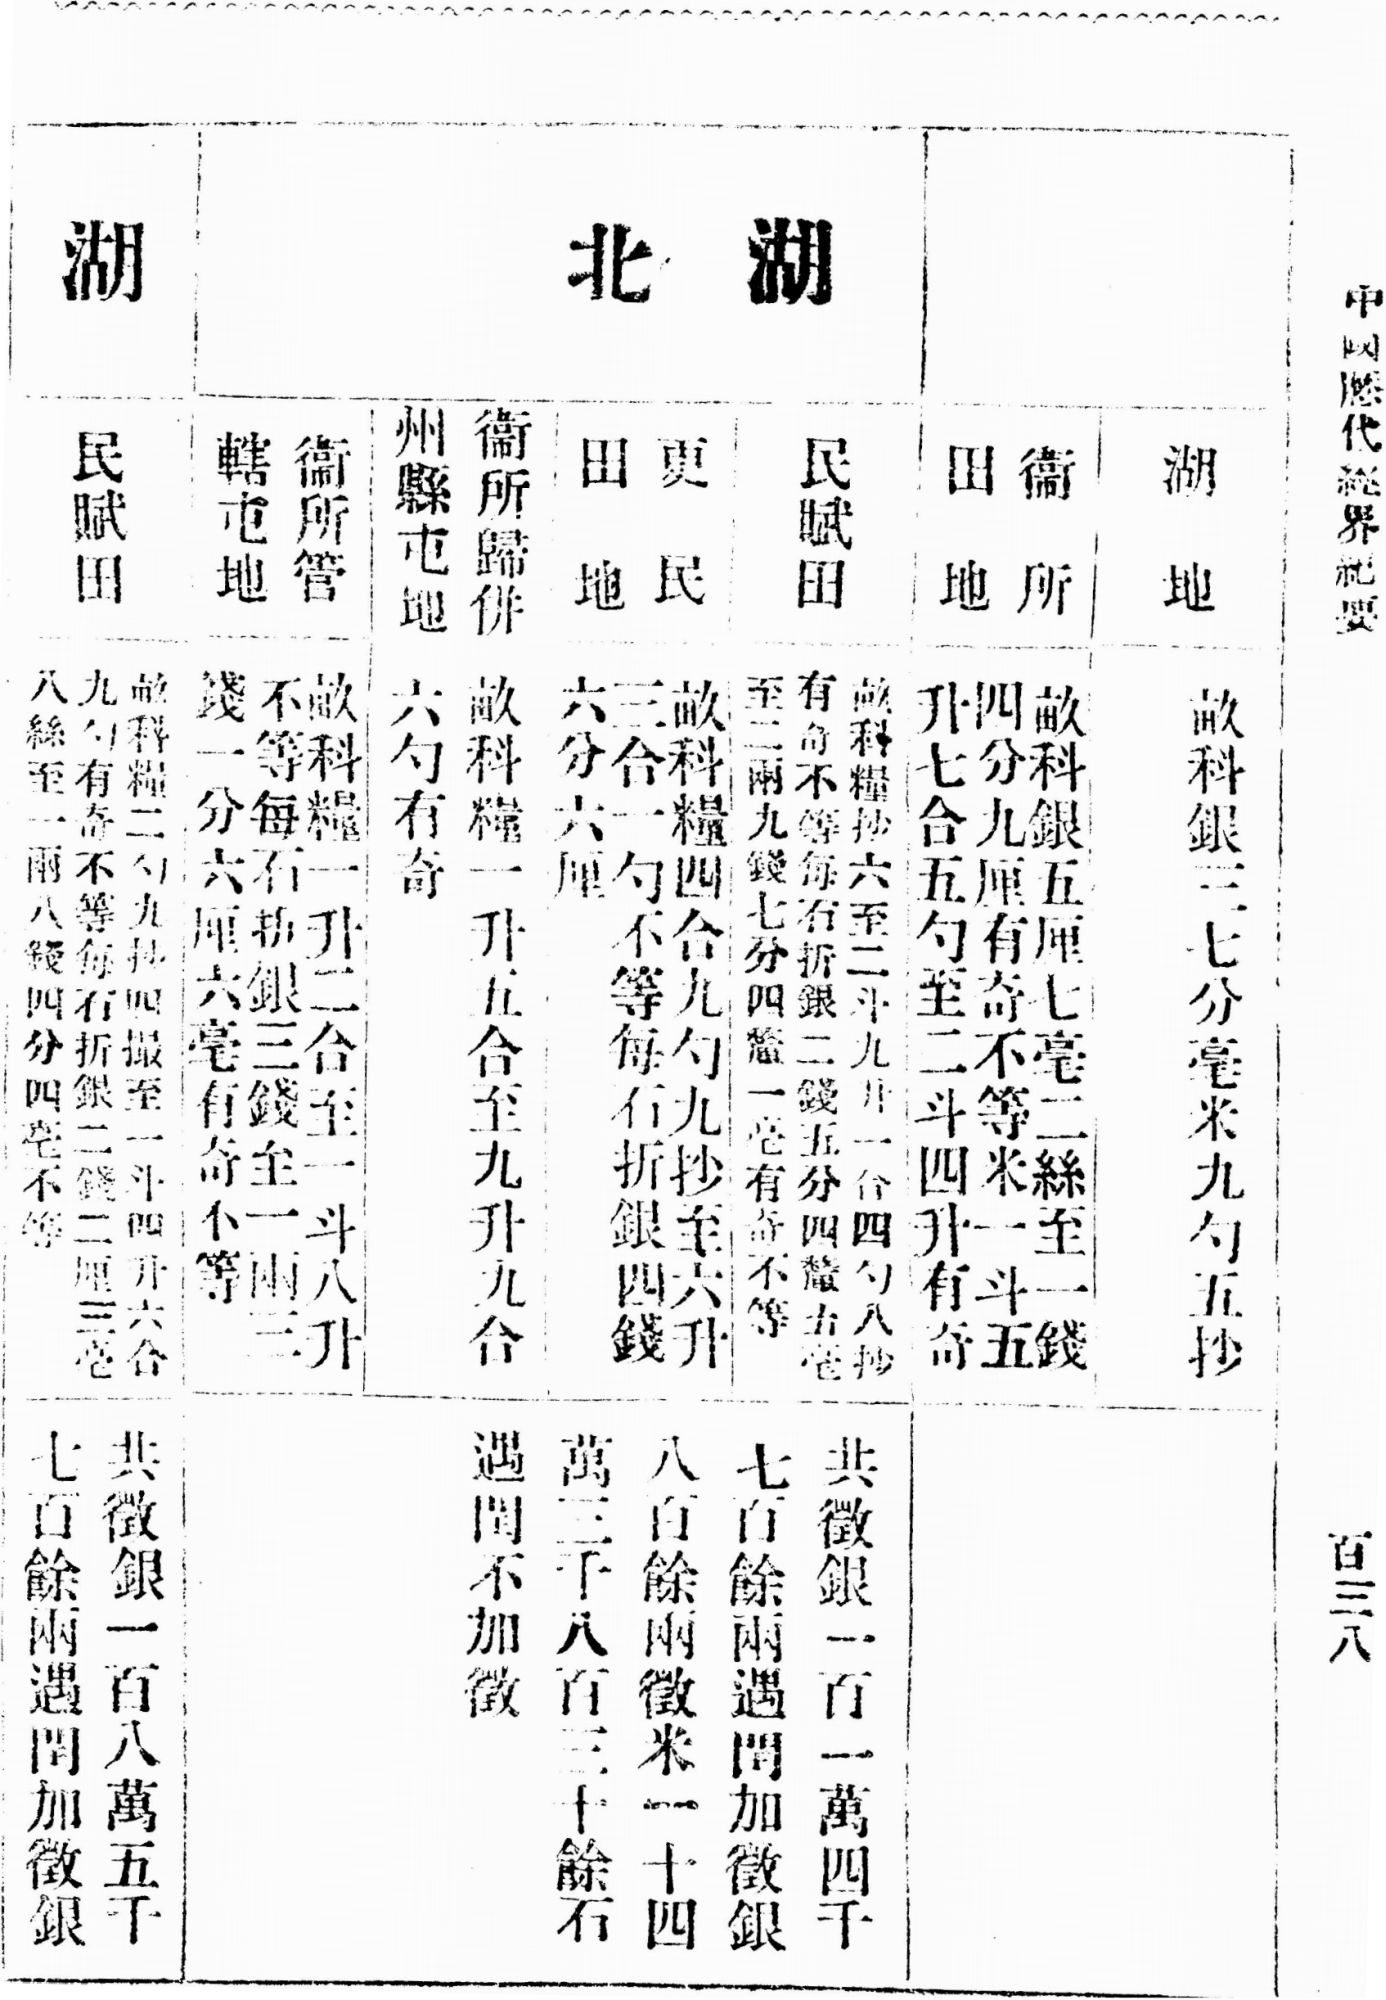 中國歷代經界紀要
百三八
湖地
畝科銀三七分毫米九勺五抄
衞所
田地
畝科銀五厘七毫二絲至一錢
四分九厘有奇不等米一斗五
升七合五勺至二斗四升有奇
湖北
民賦田
畝科糧抄六至二斗九升一合四勺八抄
有奇不等每石折銀二錢五分四釐五毫
至二兩九錢七分四釐一毫有奇不等
更民
田地
畝科糧四合九勺九抄至六升
三合一勺不等每石折銀四錢
六分六厘
衞所歸併
州縣屯地
畝科糧一升五合至九升九合
六勺有奇
衞所管
轄屯地
畝科糧一升二合至一斗八升
不等每石折銀三錢至一兩三
錢一分六厘六毫有奇不等
共徵銀一百一萬四千
七百餘兩遇閏加徵銀
八百餘兩徵米一十四
萬三千八百三十餘石
遇閏不加徵
湖
民賦田
畝科糧二勺九抄四撮至一斗四升六合
九勺有奇不等每石折銀二錢二厘三毫
八絲至一兩八錢四分四毫不等
共徵銀一百八萬五千
七百餘兩遇閏加徵銀